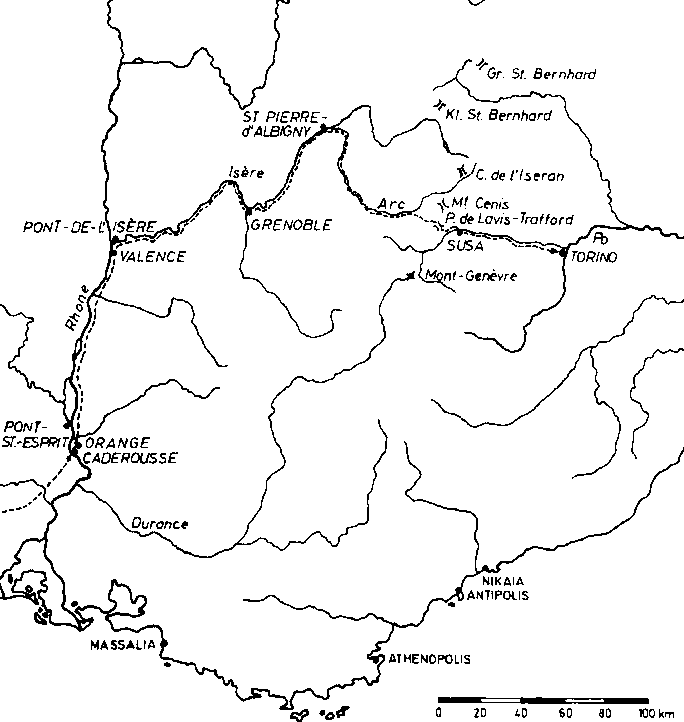 Gr. St. Bernhard
Kl. St. Bernhard
ST PIERRE-
d'ALBIGNY
Isère
C. de l'Iseran
Arc
Mt Cenis
P. de Lavis-Trafford
PONT-DE-L'ISÈRE
GRENOBLE
SUSA
Po
TORINO
VALENCE
Mont-Genèvre
Rhone
PONT-
ST.-ESPRIT
ORANGE
CADEROUSSE
Durance
NIKAIA
ANTIPOLIS
MASSALIA
ATHENOPOLIS
0 20 40 60 80 100 km